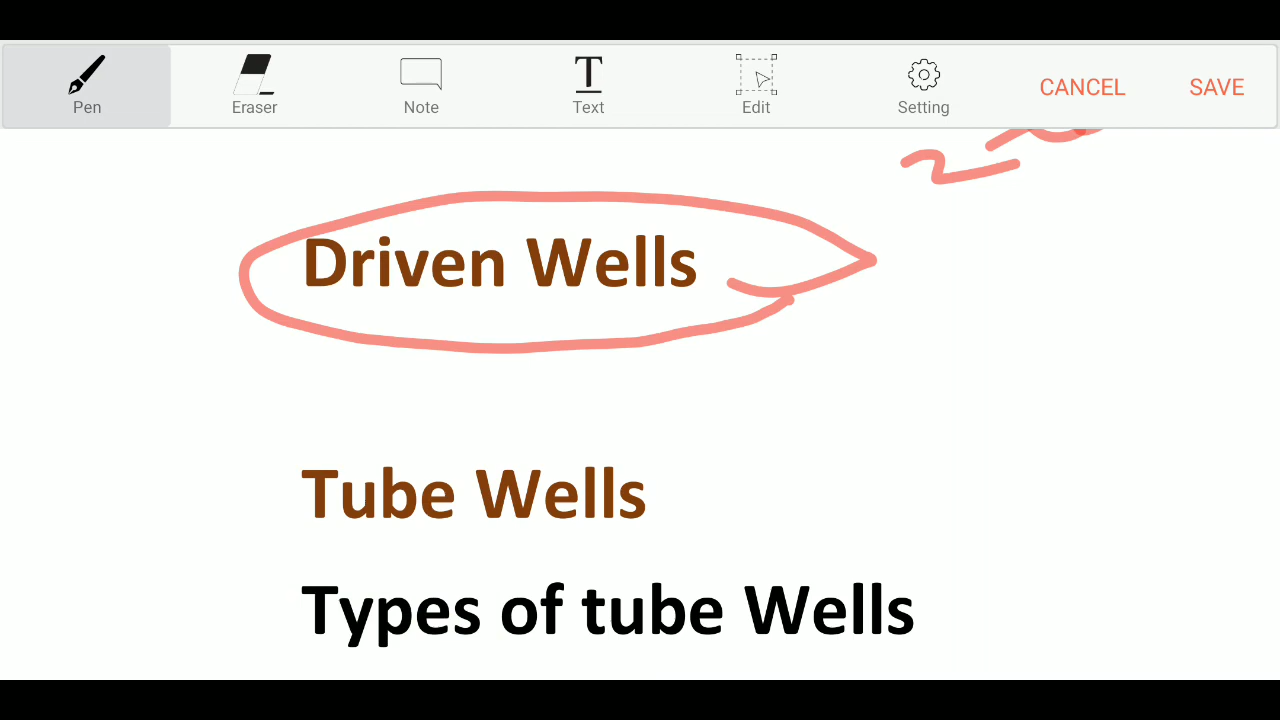 Pen Eraser Note Text Edit Setting CANCEL SAVE
Driven Wells
Tube Wells
Types of tube Wells